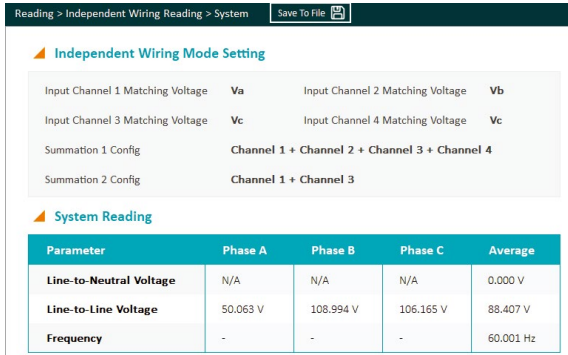 Reading > Independent Wiring Reading > System Save To File
Independent Wiring Mode Setting
Input Channel 1 Matching Voltage Va Input Channel 2 Matching Voltage Vb
Input Channel 3 Matching Voltage Vc Input Channel 4 Matching Voltage Vc
Summation 1 Config Channel 1 + Channel 2 + Channel 3 + Channel 4
Summation 2 Config Channel 1 + Channel 3
System Reading
Parameter Phase A Phase B Phase C Average
Line-to-Neutral Voltage N/A N/A N/A 0.000 V
Line-to-Line Voltage 50.063 V 108.994 V 106.165 V 88.407 V
Frequency - - - 60.001 Hz